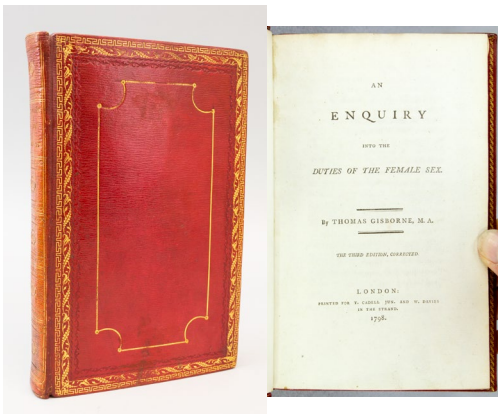 AN
ENQUIRY
INTO THE
DUTIES OF THE FEMALE SEX.
By THOMAS GISBORNE, M. A.
THE THIRD EDITION, CORRECTED.
LONDON:
PRINTED FOR T. CADELL JUN. AND W. DAVIES
IN THE STRAND.
1798.